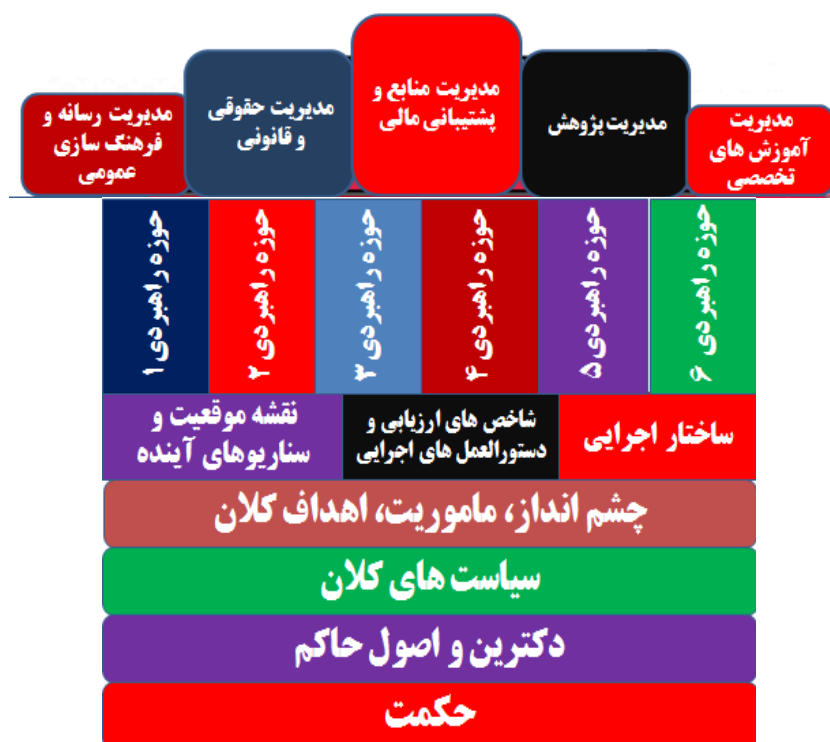 مدیریت
آموزش های
تخصصی
مدیریت پژوهش
مدیریت منابع و
پشتیبانی مالی
مدیریت حقوقی
و قانونی
مدیریت رسانه و
فرهنگ سازی
عمومی
حوزه راهبردی ۶
حوزه راهبردی ۵
حوزه راهبردی ۴
حوزه راهبردی ۳
حوزه راهبردی ۲
حوزه راهبردی ۱
ساختار اجرایی
شاخص های ارزیابی و
دستورالعمل های اجرایی
نقشه موقعیت و
سناریوهای آینده
چشم انداز، ماموریت، اهداف کلان
سیاست های کلان
دکترین و اصول حاکم
حکمت